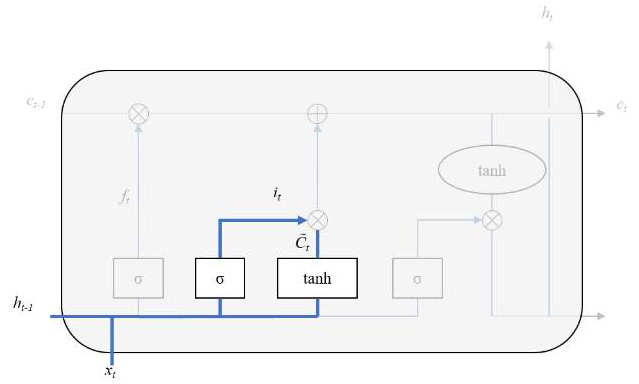 h_t
c_{t-1}
c_t
tanh
f_t
i_t
C̃_t
σ
σ
tanh
σ
h_{t-1}
x_t